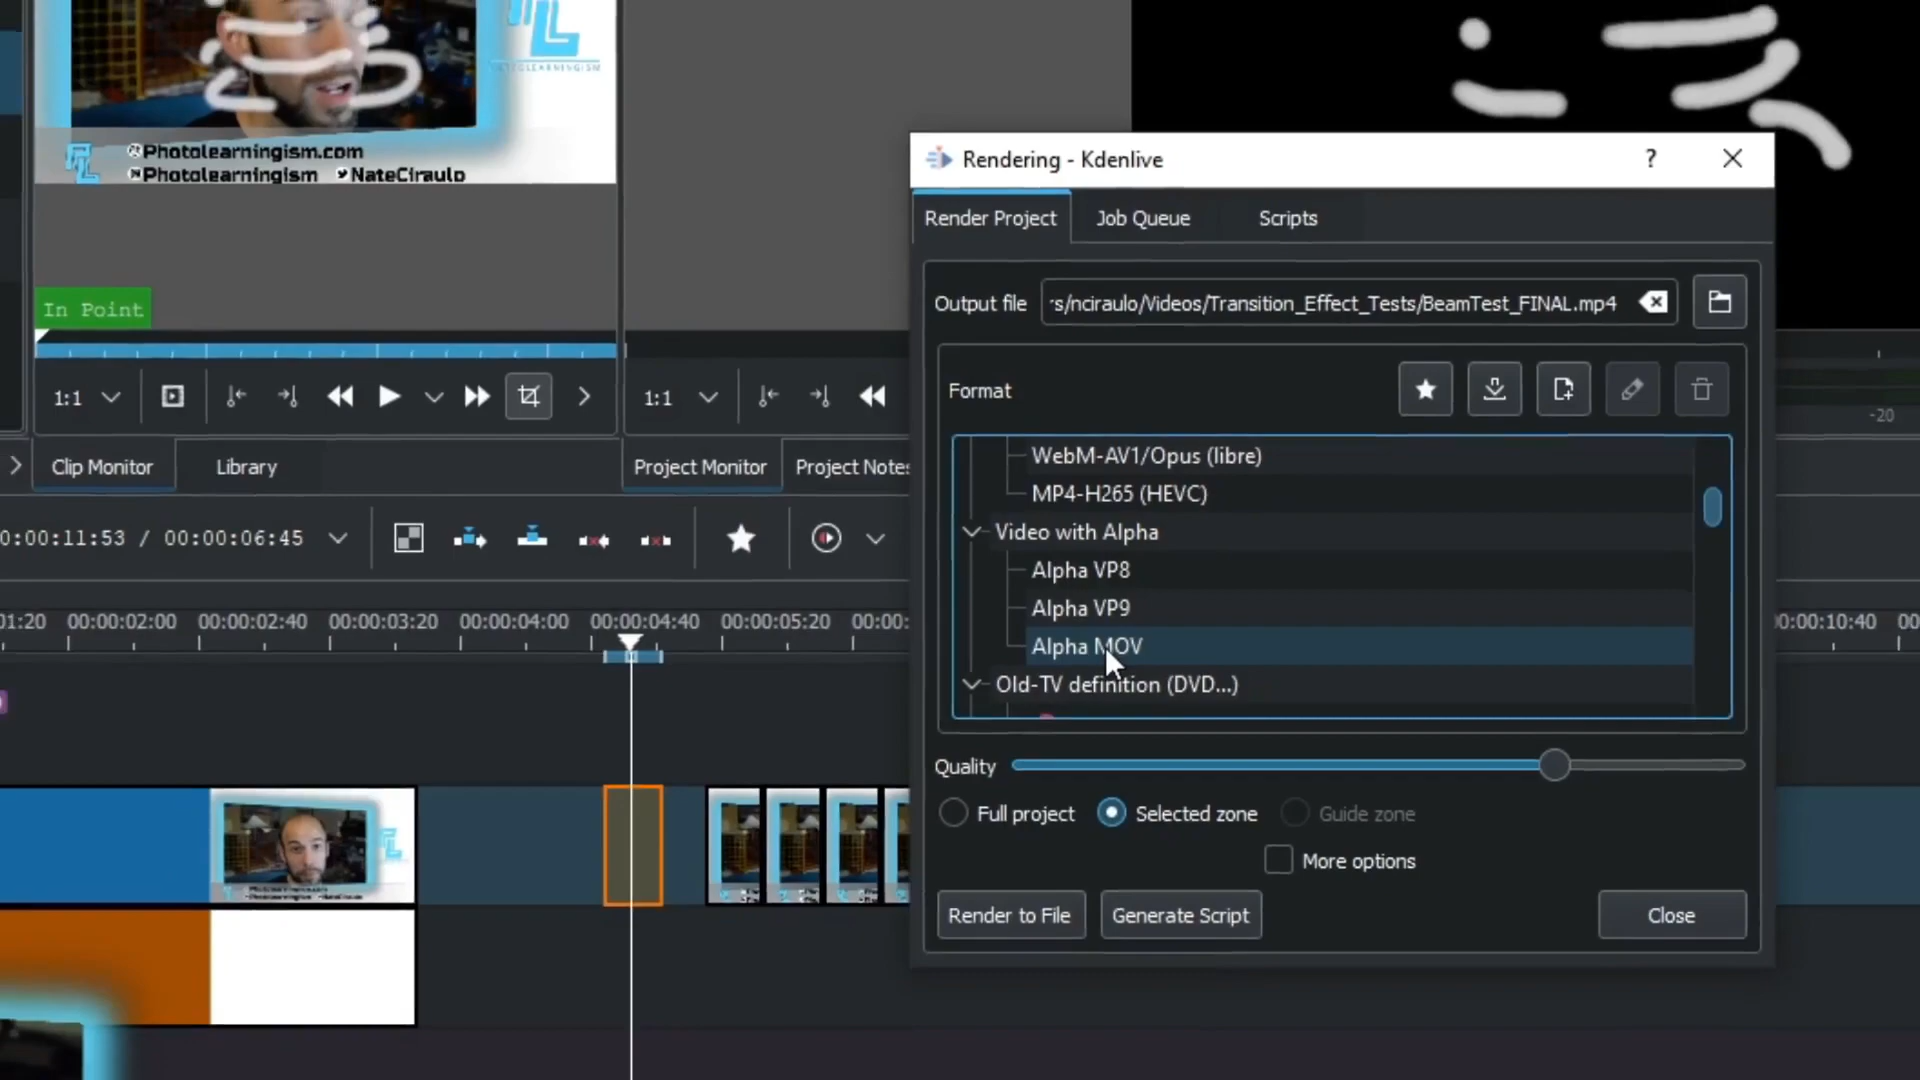 PHOTOLEARNINGISM
@Photolearningism.com
Photolearningism NateCiraulo
In Point
1:1
1:1
Clip Monitor
Library
Project Monitor
Project Notes
0:00:11:53 / 00:00:06:45
01:20
00:00:02:00
00:00:02:40
00:00:03:20
00:00:04:00
00:00:04:40
00:00:05:20
00:00:
0:00:10:40
00
-20
Rendering - Kdenlive
?
Render Project
Job Queue
Scripts
Output file
's/nciraulo/Videos/Transition_Effect_Tests/BeamTest_FINAL.mp4
Format
WebM-AV1/Opus (libre)
MP4-H265 (HEVC)
Video with Alpha
Alpha VP8
Alpha VP9
Alpha MOV
Old-TV definition (DVD...)
Quality
Full project
Selected zone
Guide zone
More options
Render to File
Generate Script
Close